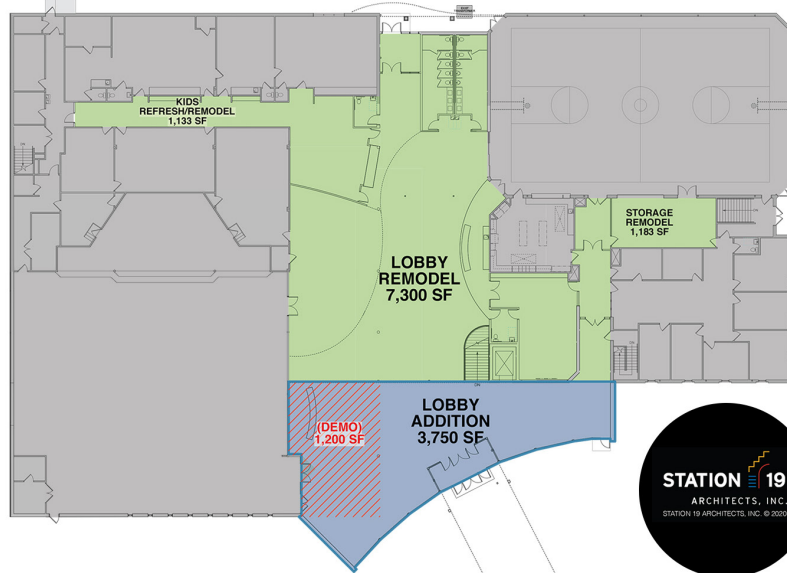 KIDS
REFRESH/REMODEL
1,133 SF
STORAGE
REMODEL
1,183 SF
LOBBY
REMODEL
7,300 SF
LOBBY
ADDITION
3,750 SF
(DEMO)
1,200 SF
STATION 19
ARCHITECTS, INC.
STATION 19 ARCHITECTS, INC. © 2020